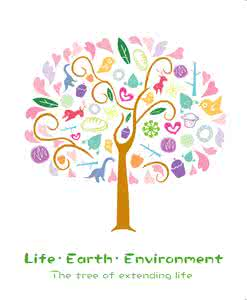 Life · Earth · Environment
The tree of extending life